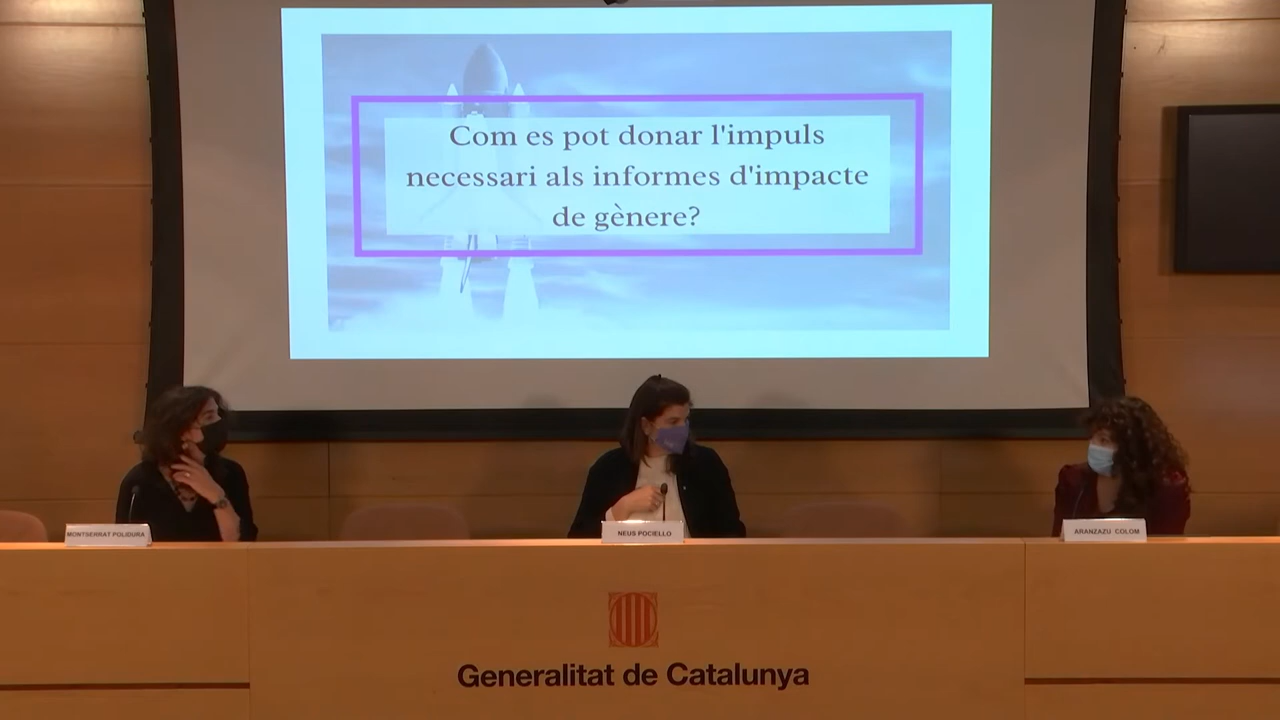 Com es pot donar l'impuls
necessari als informes d'impacte
de gènere?
MONTSERRAT POLIDURA
NEUS POCIELLO
ARANZAZU COLOM
Generalitat de Catalunya